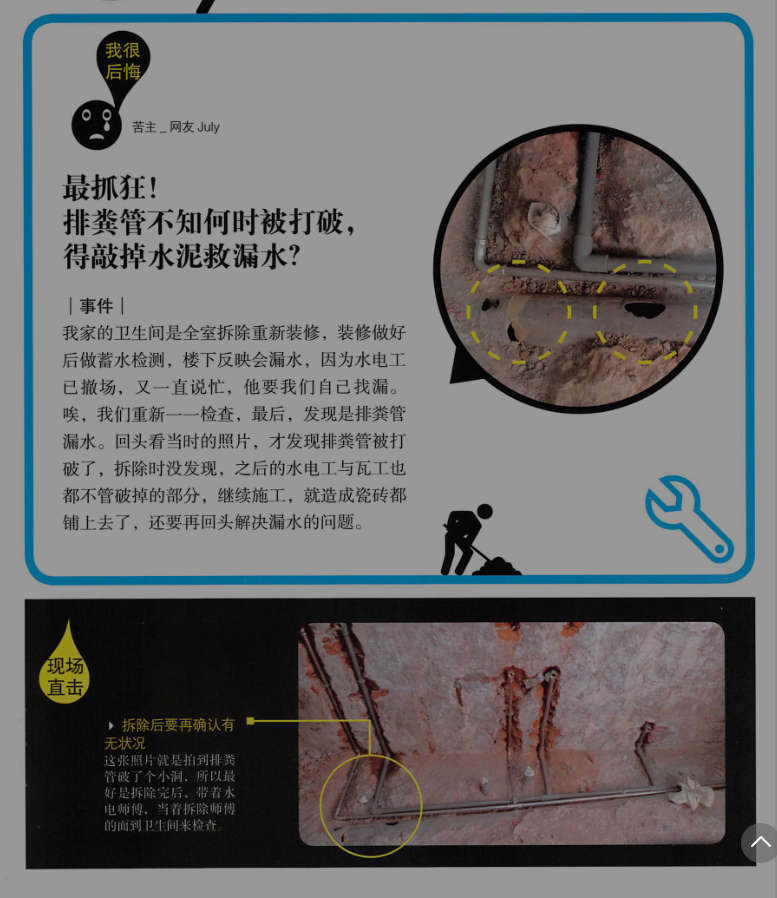 我很
后悔
苦主_网友 July
最抓狂！
排粪管不知何时被打破，
得敲掉水泥救漏水？
｜事件｜
我家的卫生间是全室拆除重新装修，装修做好
后做蓄水检测，楼下反映会漏水，因为水电工
已撤场，又一直说忙，他要我们自己找漏。
唉，我们重新一一检查，最后，发现是排粪管
漏水。回头看当时的照片，才发现排粪管被打
破了，拆除时没发现，之后的水电工与瓦工也
都不管破掉的部分，继续施工，就造成瓷砖都
铺上去了，还要再回头解决漏水的问题。
现场
直击
拆除后要再确认有
无状况
这张照片就是拍到排粪
管破了个小洞，所以最
好是拆除完后，带着水
电师傅，当着拆除师傅
的面到卫生间来检查。